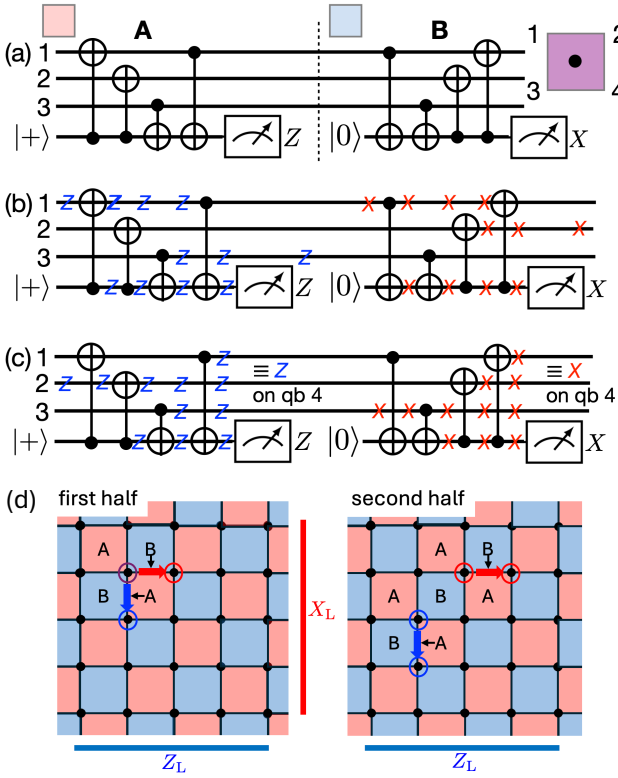 A B
(a) 1 1 2
2
3 3 4
|+⟩ Z |0⟩ X
(b) 1 Z Z Z Z X X X X
2 X X
3 Z Z Z
|+⟩ Z Z Z Z Z |0⟩ X X X X X
(c) 1 Z ≡ Z X ≡ X
2 Z Z Z Z Z on qb 4 X X on qb 4
3 Z Z X X X X X
|+⟩ Z Z Z Z |0⟩ X X X X
(d) first half second half
A B B
B A A B A
B A
X_L
Z_L Z_L